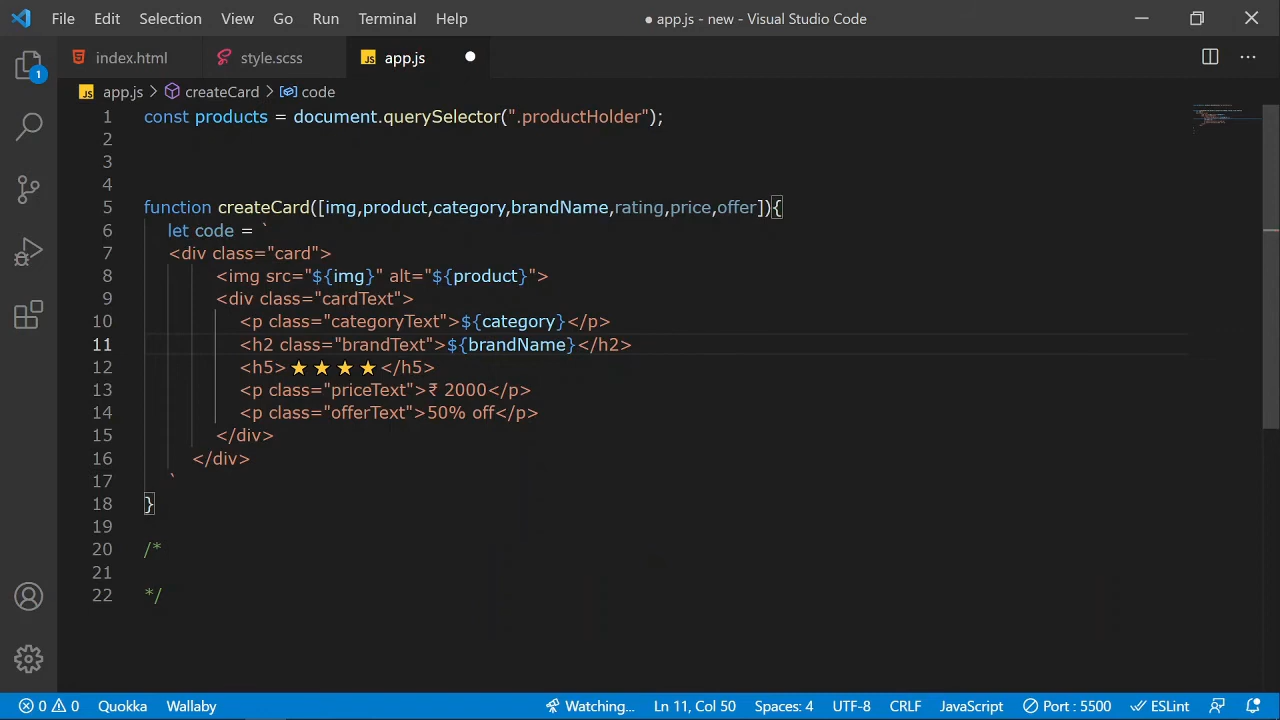 File Edit Selection View Go Run Terminal Help ● app.js - new - Visual Studio Code
index.html style.scss JS app.js
1
JS app.js > createCard > code
1 const products = document.querySelector(".productHolder");
2
3
4
5 function createCard([img,product,category,brandName,rating,price,offer]){
6 let code = `
7 <div class="card">
8 <img src="${img}" alt="${product}">
9 <div class="cardText">
10 <p class="categoryText">${category}</p>
11 <h2 class="brandText">${brandName}</h2>
12 <h5>⭐⭐⭐⭐</h5>
13 <p class="priceText">₹ 2000</p>
14 <p class="offerText">50% off</p>
15 </div>
16 </div>
17 `
18 }
19
20 /*
21
22 */
0 0 Quokka Wallaby Watching... Ln 11, Col 50 Spaces: 4 UTF-8 CRLF JavaScript Port : 5500 ESLint